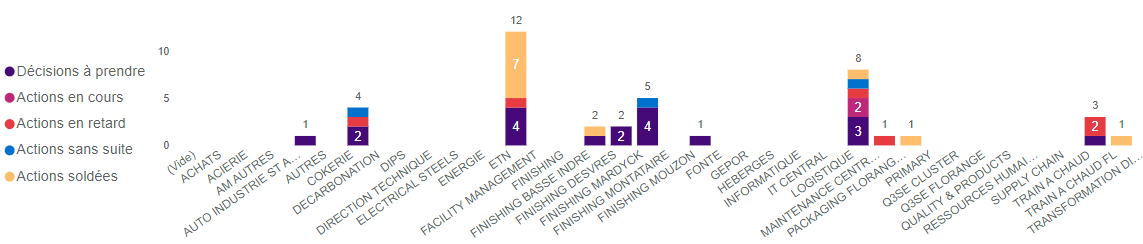 Décisions à prendre
Actions en cours
Actions en retard
Actions sans suite
Actions soldées
10
5
0
1
4
2
12
7
4
2
2
2
5
4
1
8
2
3
1
1
3
2
1
(Vide)
ACHATS
ACIERIE
AM AUTRES
AUTO INDUSTRIE ST A…
AUTRES
COKERIE
DECARBONATION
DIPS
DIRECTION TECHNIQUE
ELECTRICAL STEELS
ENERGIE
ETN
FACILITY MANAGEMENT
FINISHING
FINISHING BASSE INDRE
FINISHING DESVRES
FINISHING MARDYCK
FINISHING MONTATAIRE
FINISHING MOUZON
FONTE
GEPOR
HEBERGES
INFORMATIQUE
IT CENTRAL
LOGISTIQUE
MAINTENANCE CENTR…
PACKAGING FLORANG…
PRIMARY
Q3SE CLUSTER
Q3SE FLORANGE
QUALITY & PRODUCTS
RESSOURCES HUMAI…
SUPPLY CHAIN
TRAIN A CHAUD
TRAIN A CHAUD FL
TRANSFORMATION DI…